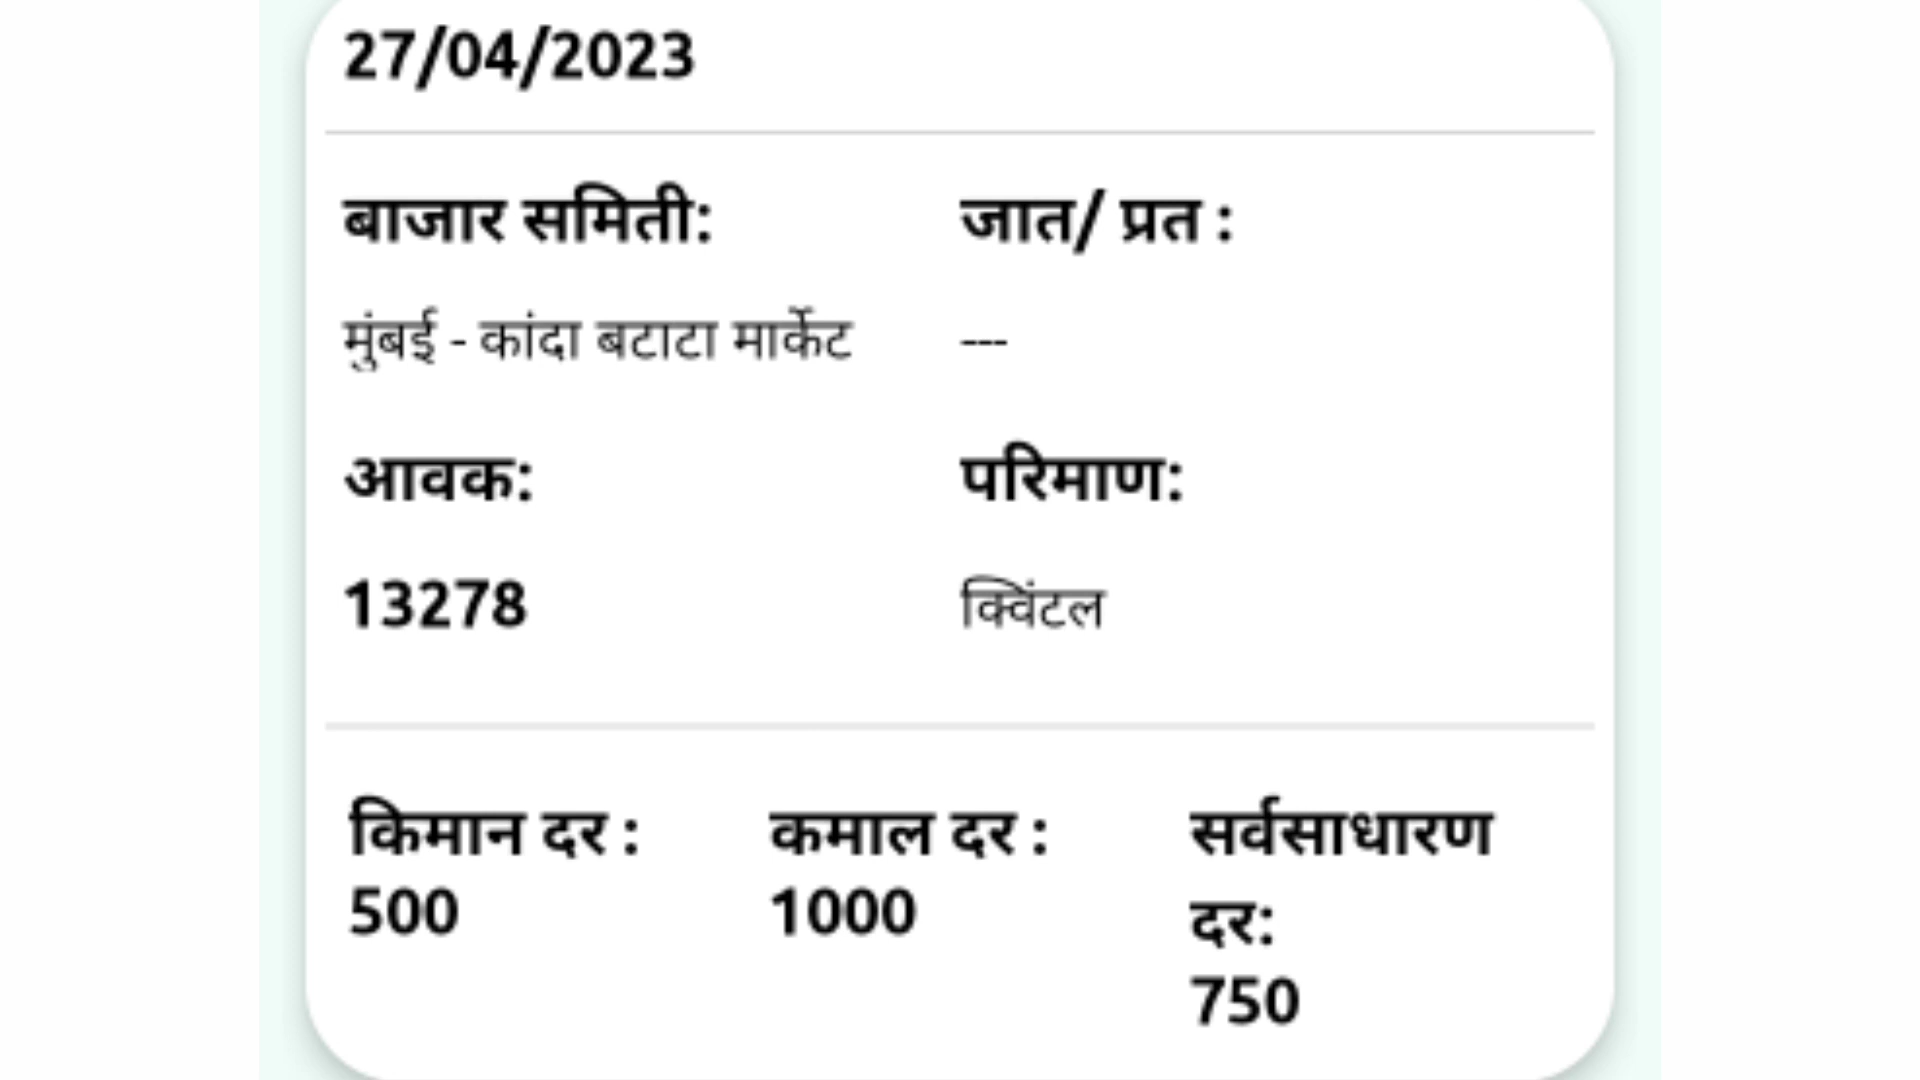 27/04/2023
बाजार समिती:
जात/ प्रत :
मुंबई - कांदा बटाटा मार्केट
---
आवक:
परिमाण:
13278
क्विंटल
किमान दर :
500
कमाल दर :
1000
सर्वसाधारण
दर:
750